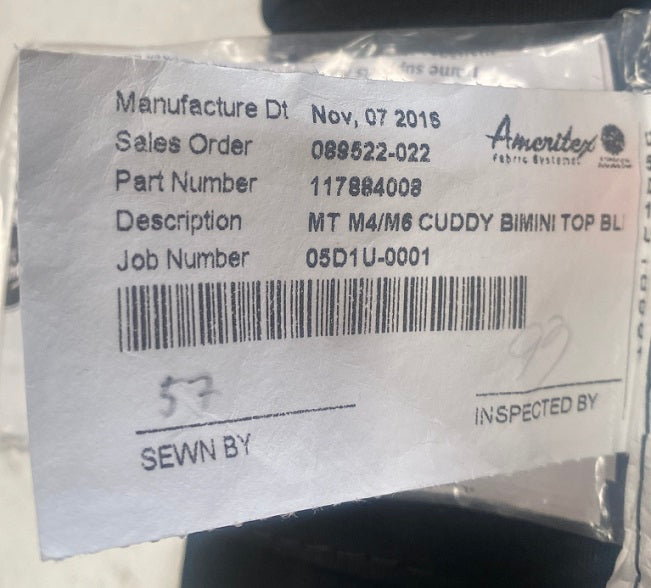 Manufacture Dt Nov, 07 2016
Ameritex
Fabric Systems
Sales Order 089522-022
Part Number 117884008
Description MT M4/M6 CUDDY BIMINI TOP BL
Job Number 05D1U-0001
57
SEWN BY
INSPECTED BY